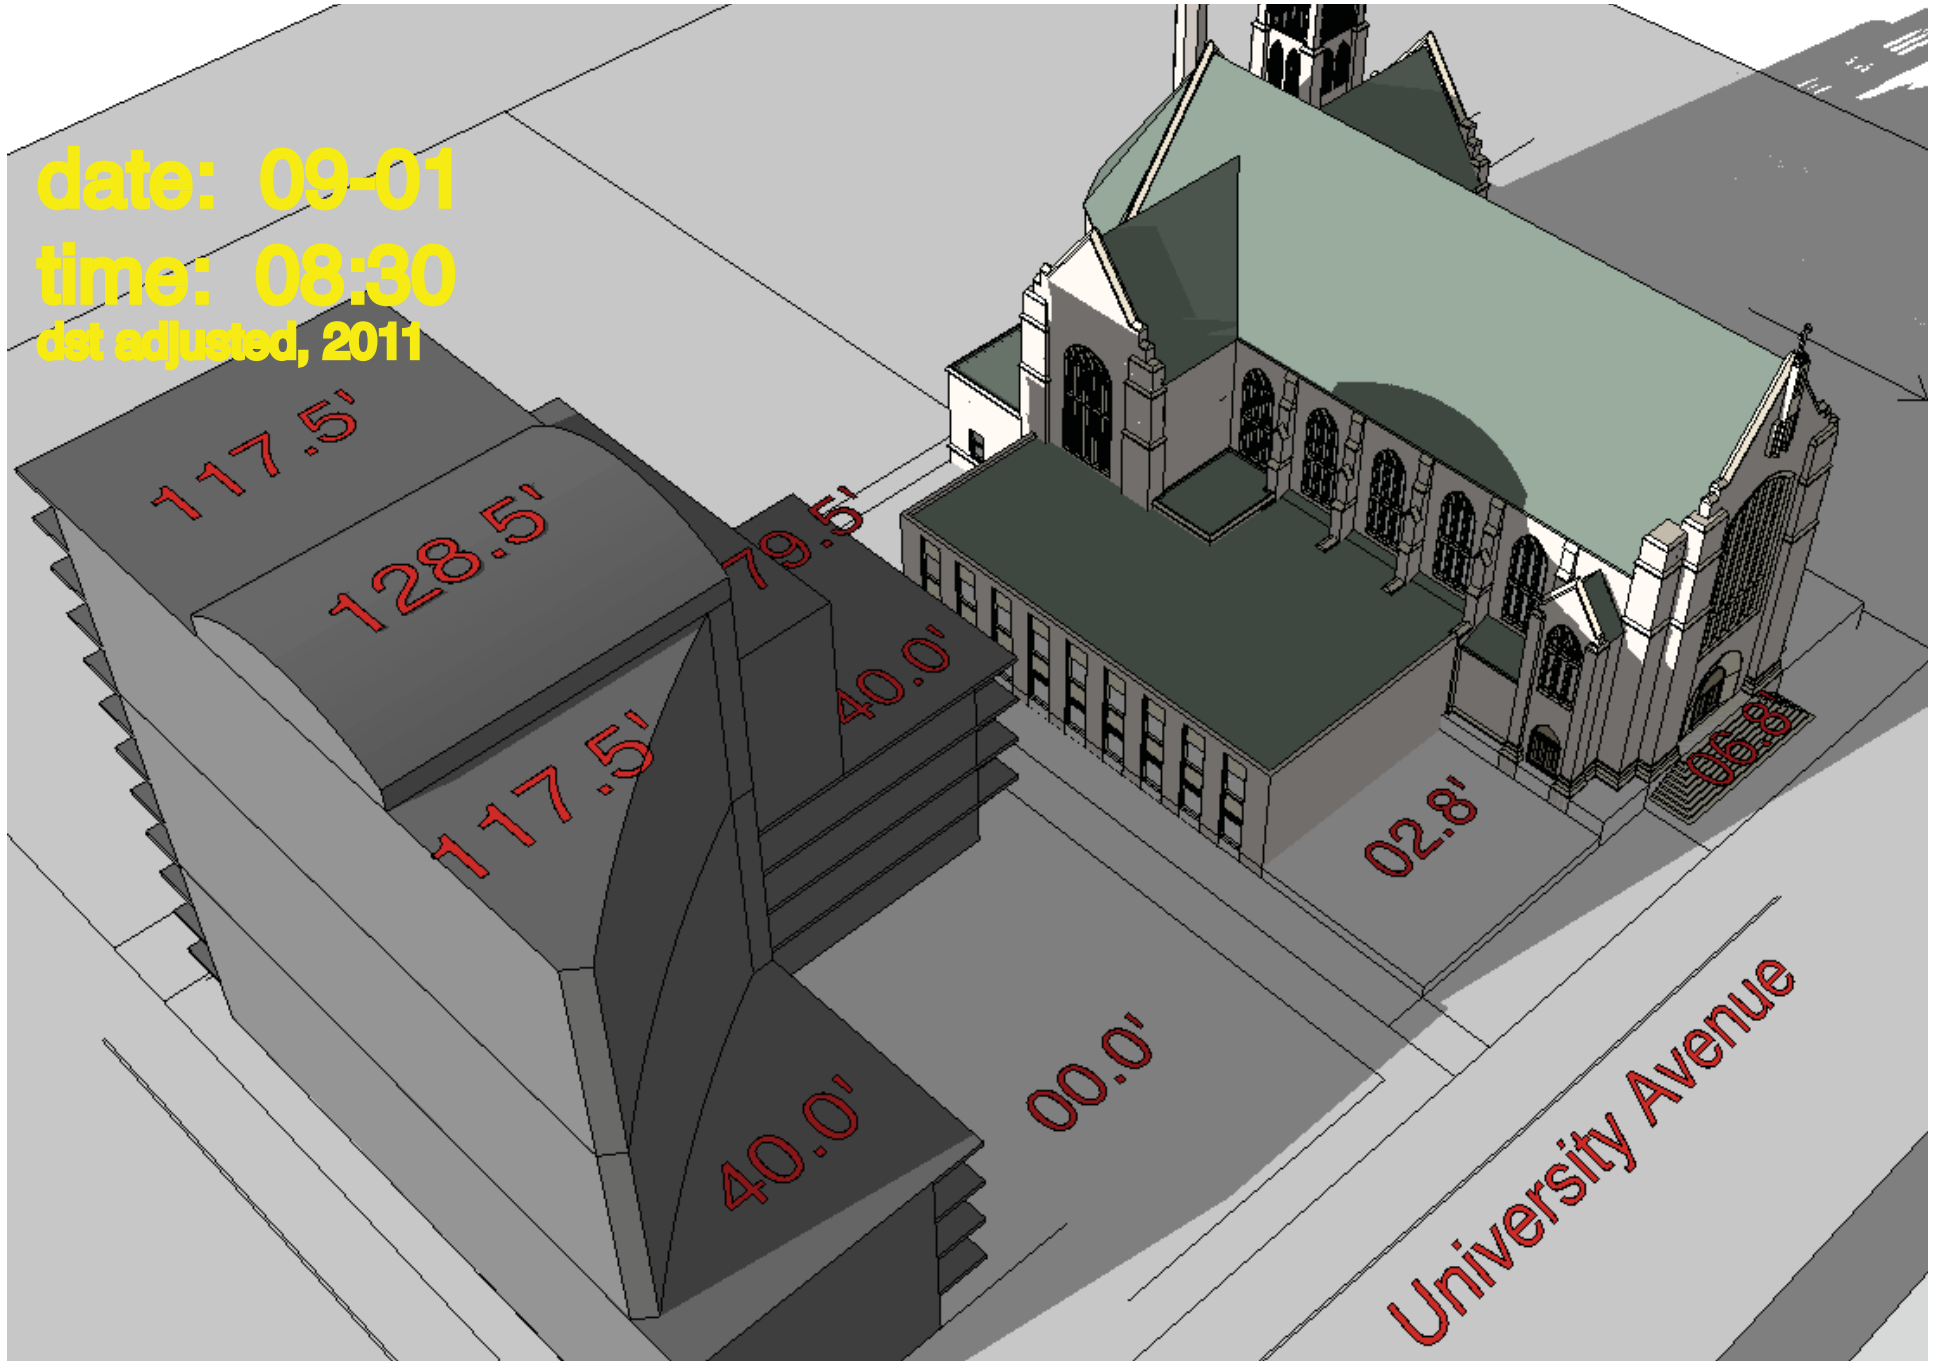 date: 09-01
time: 08:30
dst adjusted, 2011
117.5'
128.5'
79.5'
40.0'
117.5'
06.8'
02.8'
00.0'
40.0'
University Avenue